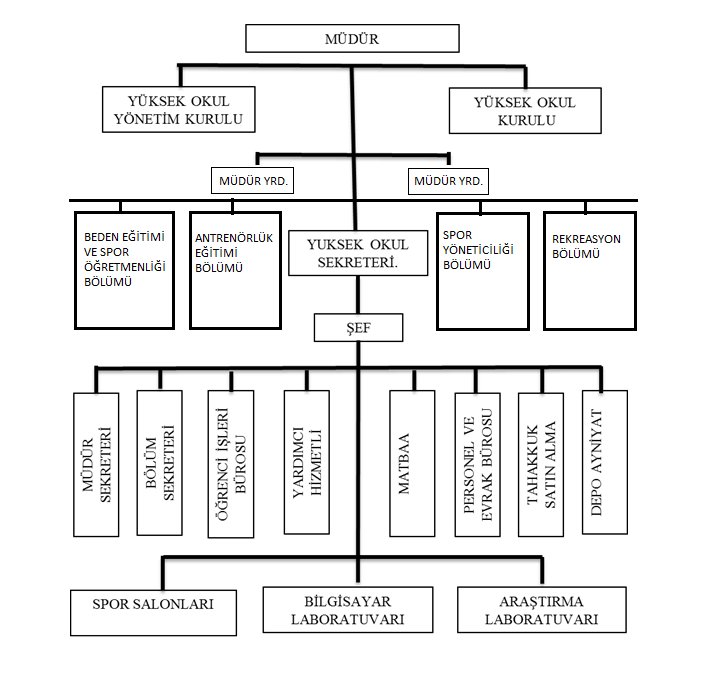 MÜDÜR
YÜKSEK OKUL
YÖNETİM KURULU
YÜKSEK OKUL
KURULU
MÜDÜR YRD.
MÜDÜR YRD.
BEDEN EĞİTİMİ
VE SPOR
ÖĞRETMENLİĞİ
BÖLÜMÜ
ANTRENÖRLÜK
EĞİTİMİ
BÖLÜMÜ
YUKSEK OKUL
SEKRETERİ.
SPOR
YÖNETİCİLİĞİ
BÖLÜMÜ
REKREASYON
BÖLÜMÜ
ŞEF
MÜDÜR
SEKRETERİ
BÖLÜM
SEKRETERİ
ÖĞRENCİ İŞLERİ
BÜROSU
YARDIMCI
HİZMETLİ
MATBAA
PERSONEL VE
EVRAK BÜROSU
TAHAKKUK
SATIN ALMA
DEPO AYNİYAT
SPOR SALONLARI
BİLGİSAYAR
LABORATUVARI
ARAŞTIRMA
LABORATUVARI